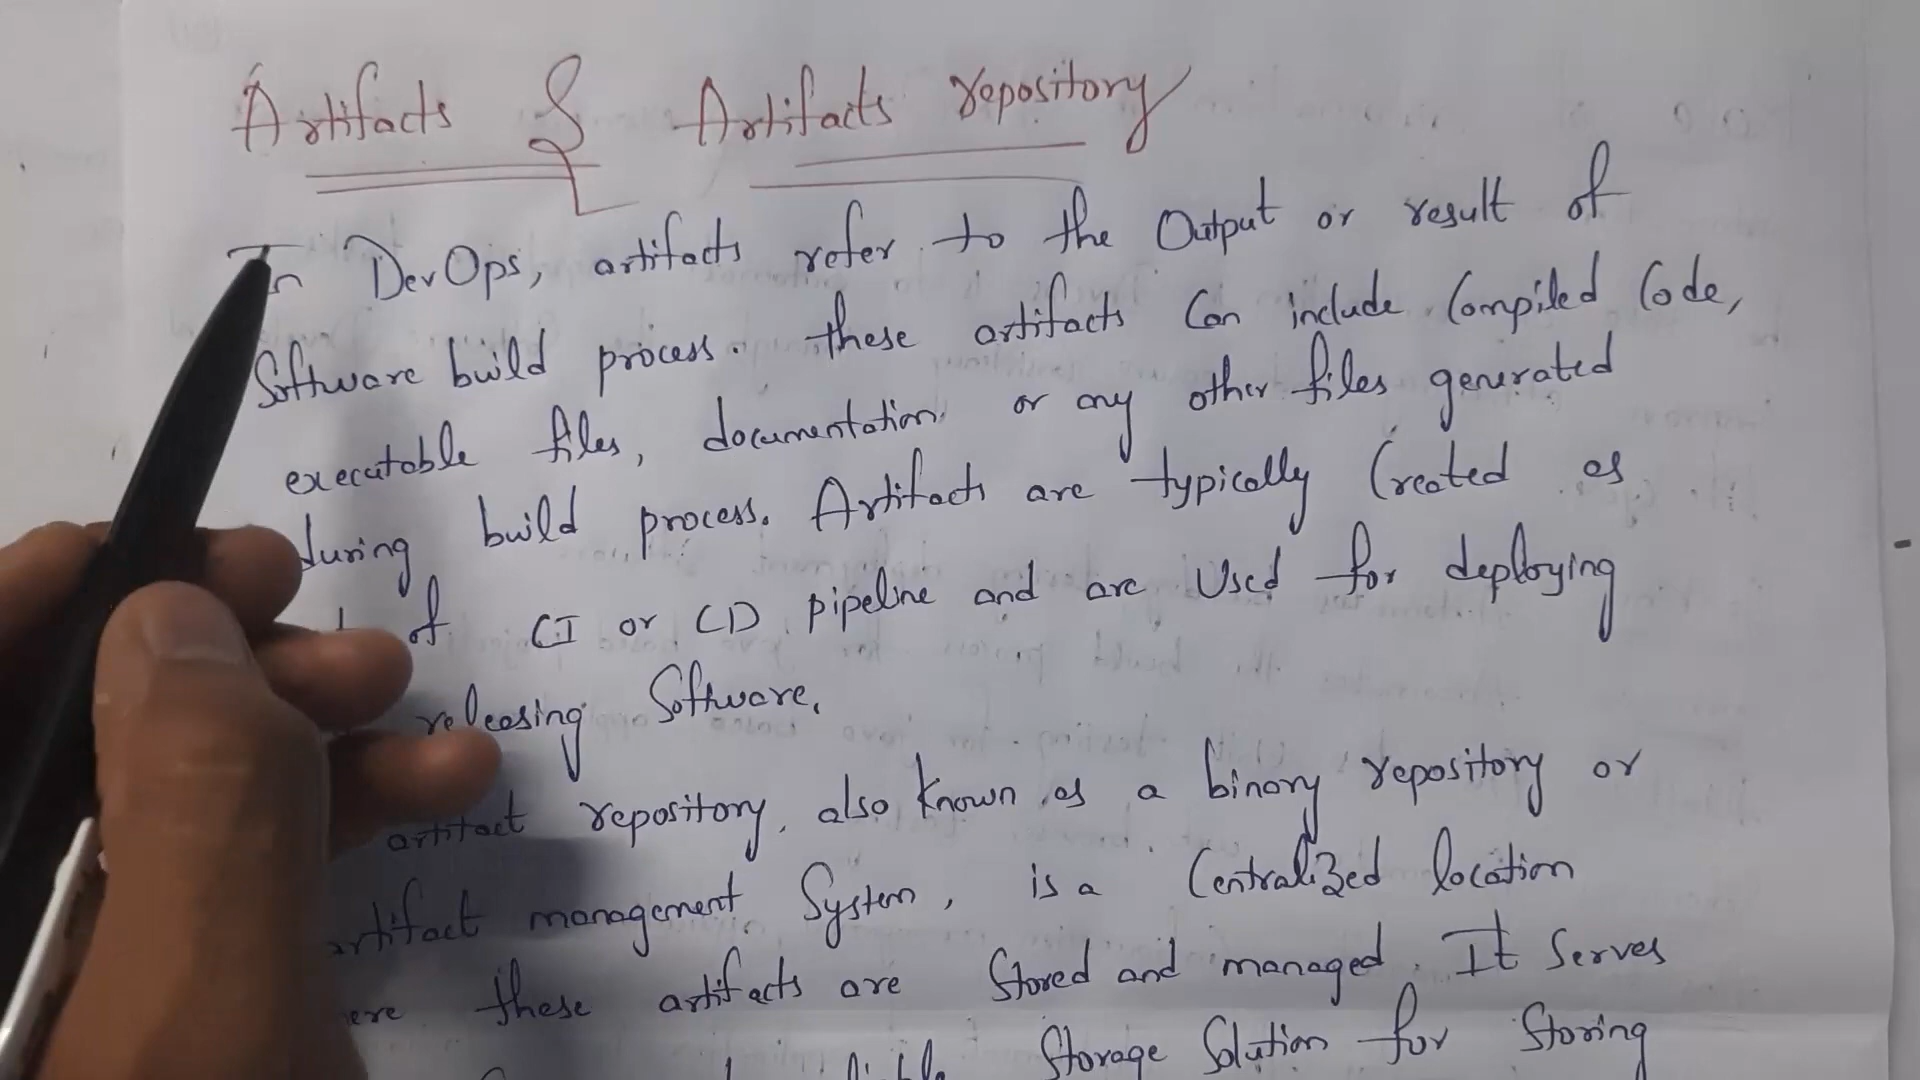 Artifacts & Artifacts repository
In DevOps, artifacts refer to the Output or result of
Software build process. these artifacts Can include Compiled Code,
executable files, documentation or any other files generated
during build process. Artifacts are typically Created as
of CI or CD pipeline and are Used for deploying
releasing Software.
artifact repository, also known as a binary repository or
artifact management System, is a Centralized location
these artifacts are Stored and managed. It Serves
Storage Solution for Storing